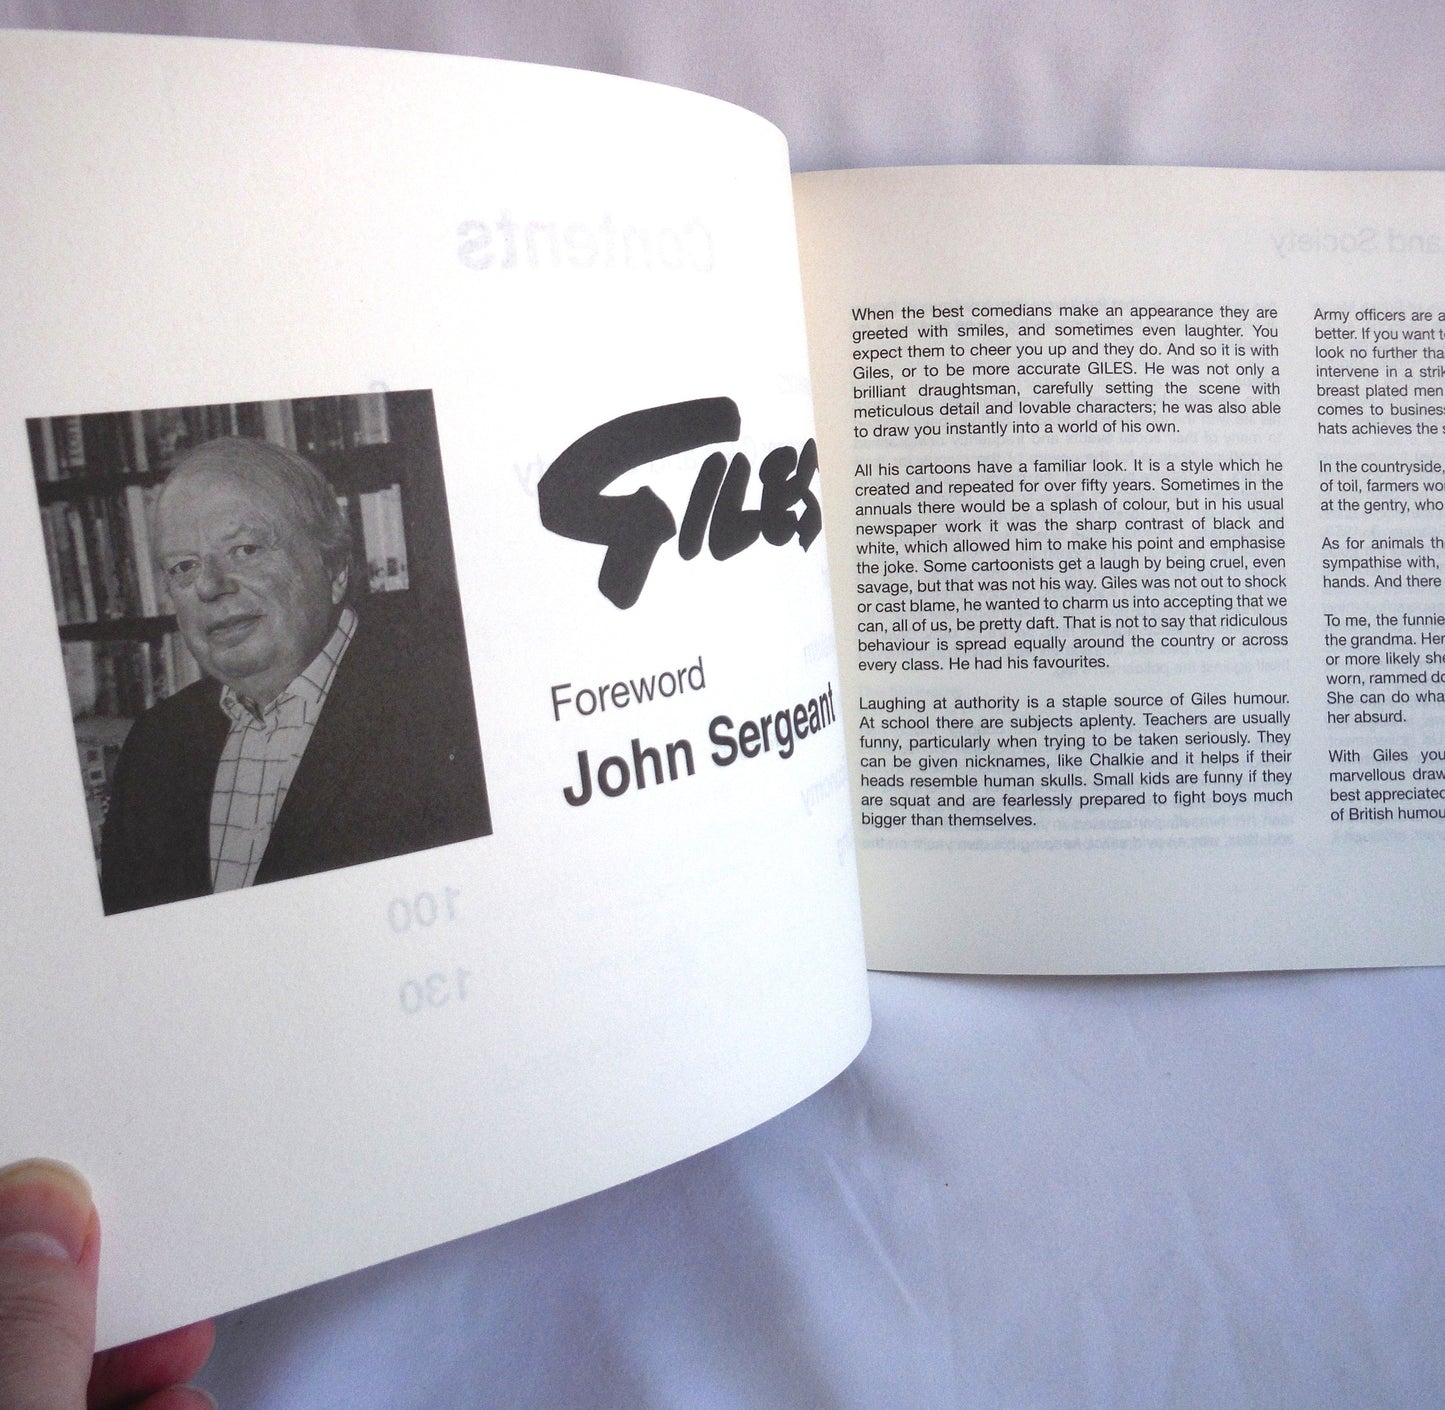 Contents
100
130
GILES
Foreword
John Sergeant
and Society
When the best comedians make an appearance they are
greeted with smiles, and sometimes even laughter. You
expect them to cheer you up and they do. And so it is with
Giles, or to be more accurate GILES. He was not only a
brilliant draughtsman, carefully setting the scene with
meticulous detail and lovable characters; he was also able
to draw you instantly into a world of his own.
All his cartoons have a familiar look. It is a style which he
created and repeated for over fifty years. Sometimes in the
annuals there would be a splash of colour, but in his usual
newspaper work it was the sharp contrast of black and
white, which allowed him to make his point and emphasise
the joke. Some cartoonists get a laugh by being cruel, even
savage, but that was not his way. Giles was not out to shock
or cast blame, he wanted to charm us into accepting that we
can, all of us, be pretty daft. That is not to say that ridiculous
behaviour is spread equally around the country or across
every class. He had his favourites.
Laughing at authority is a staple source of Giles humour.
At school there are subjects aplenty. Teachers are usually
funny, particularly when trying to be taken seriously. They
can be given nicknames, like Chalkie and it helps if their
heads resemble human skulls. Small kids are funny if they
are squat and are fearlessly prepared to fight boys much
bigger than themselves.
Army officers are a
better. If you want
look no further
intervene in a
breast plated men
comes to
hats achieves the
In the countryside,
of toil, farmers
at the gentry, who
As for animals
sympathise with,
hands. And there
To me, the
the grandma. Her
or more likely
worn, rammed
She can do
her absurd.
With Giles you
marvellous
best appreciated
of British